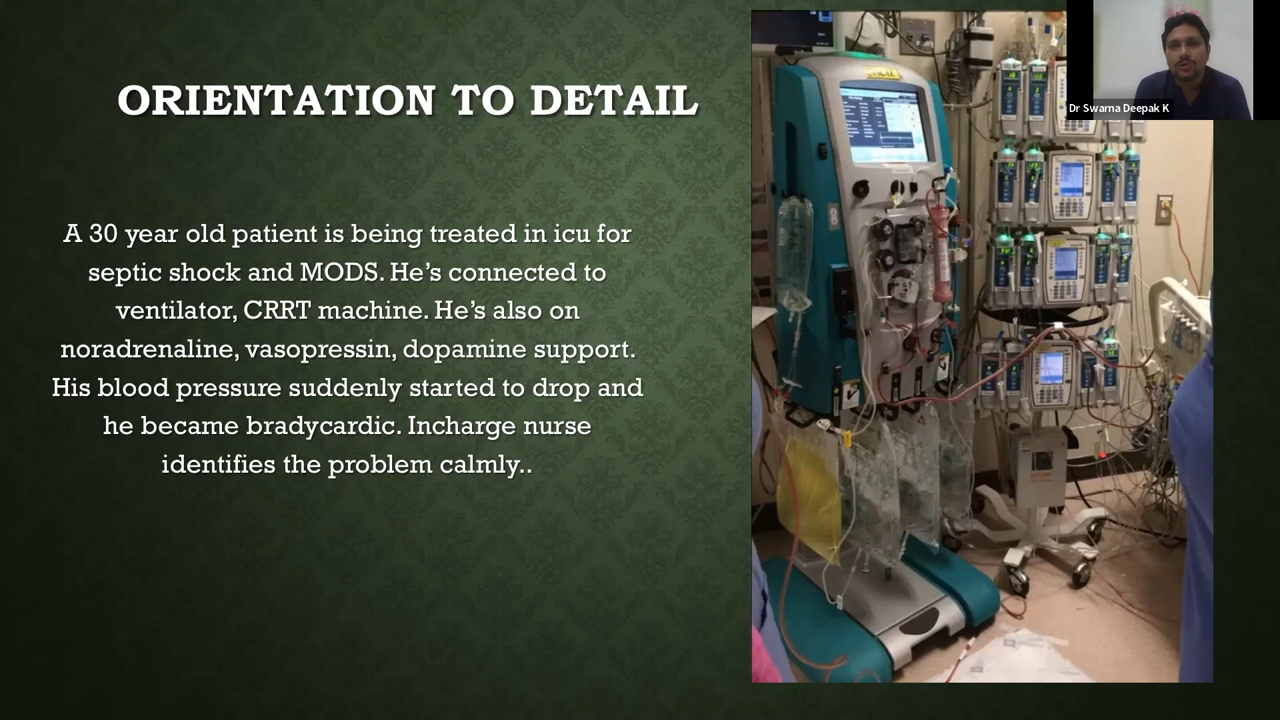 ORIENTATION TO DETAIL
A 30 year old patient is being treated in icu for
septic shock and MODS. He's connected to
ventilator, CRRT machine. He's also on
noradrenaline, vasopressin, dopamine support.
His blood pressure suddenly started to drop and
he became bradycardic. Incharge nurse
identifies the problem calmly..
Dr Swarna Deepak K